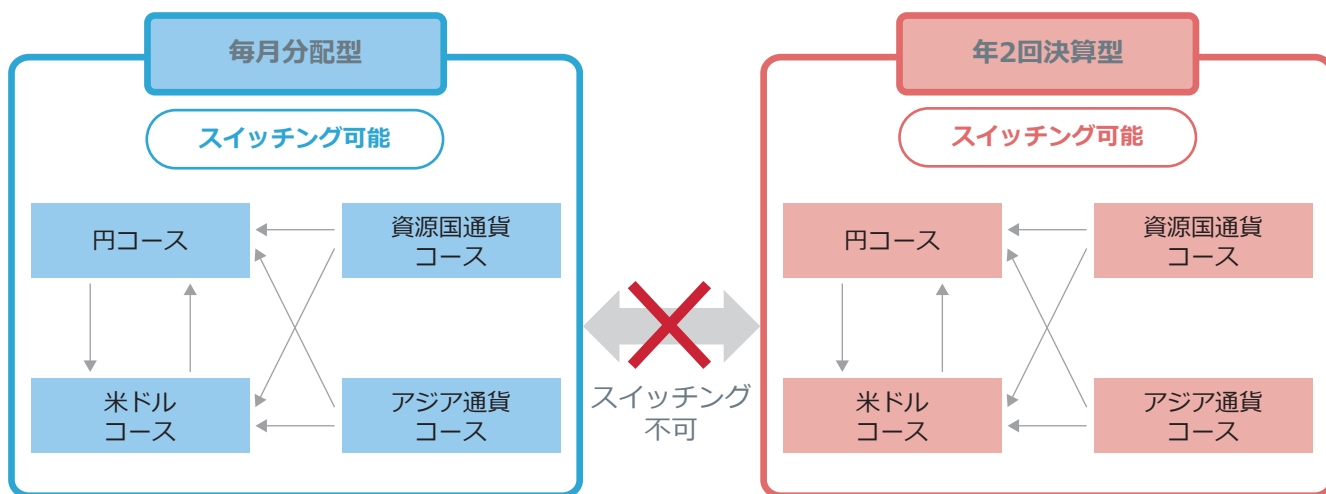 毎月分配型
スイッチング可能
円コース
資源国通貨
コース
米ドル
コース
アジア通貨
コース
スイッチング
不可
年2回決算型
スイッチング可能
円コース
資源国通貨
コース
米ドル
コース
アジア通貨
コース